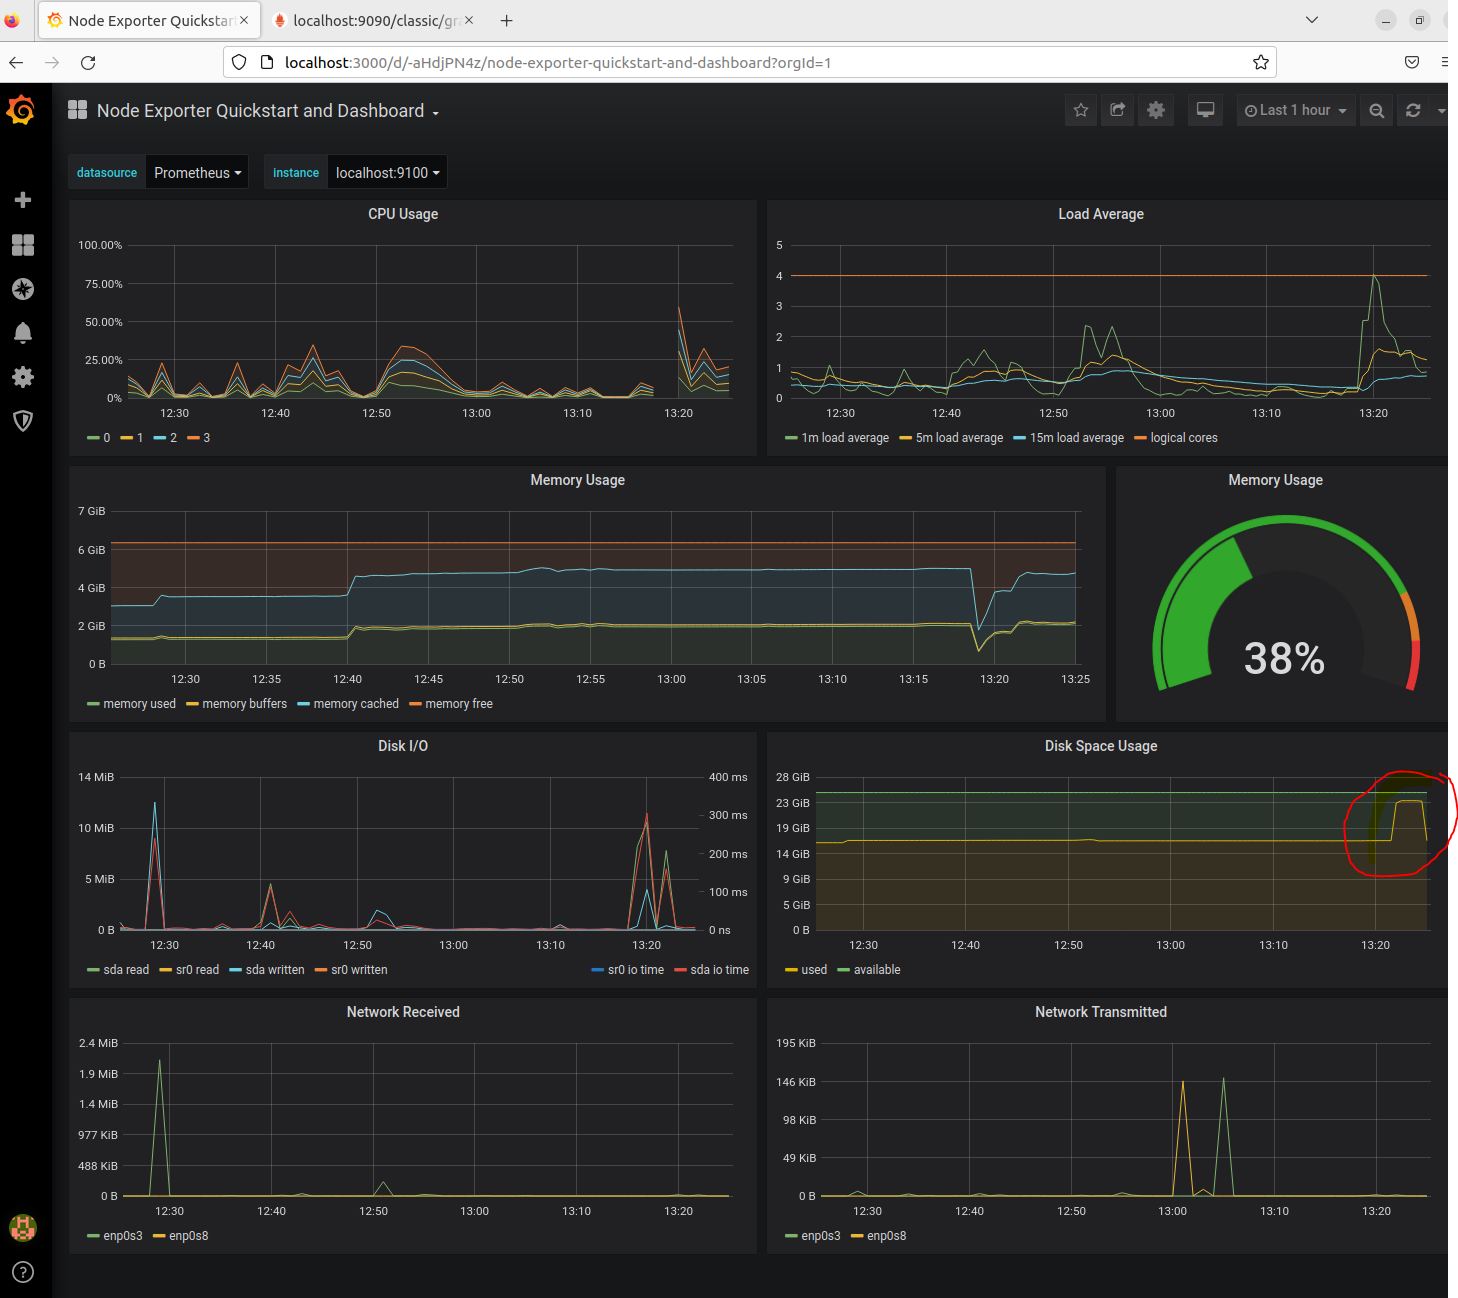 Node Exporter Quickstar
localhost:9090/classic/gra
localhost:3000/d/-aHdjPN4z/node-exporter-quickstart-and-dashboard?orgId=1
Node Exporter Quickstart and Dashboard
Last 1 hour
datasource Prometheus instance localhost:9100
CPU Usage
100.00%
75.00%
50.00%
25.00%
0%
12:30 12:40 12:50 13:00 13:10 13:20
0 1 2 3
Load Average
5
4
3
2
1
0
12:30 12:40 12:50 13:00 13:10 13:20
1m load average 5m load average 15m load average logical cores
Memory Usage
7 GiB
6 GiB
4 GiB
2 GiB
0 B
12:30 12:35 12:40 12:45 12:50 12:55 13:00 13:05 13:10 13:15 13:20 13:25
memory used memory buffers memory cached memory free
Memory Usage
38%
Disk I/O
14 MiB
10 MiB
5 MiB
0 B
400 ms
300 ms
200 ms
100 ms
0 ns
12:30 12:40 12:50 13:00 13:10 13:20
sda read sr0 read sda written sr0 written sr0 io time sda io time
Disk Space Usage
28 GiB
23 GiB
19 GiB
14 GiB
9 GiB
5 GiB
0 B
12:30 12:40 12:50 13:00 13:10 13:20
used available
Network Received
2.4 MiB
1.9 MiB
1.4 MiB
977 KiB
488 KiB
0 B
12:30 12:40 12:50 13:00 13:10 13:20
enp0s3 enp0s8
Network Transmitted
195 KiB
146 KiB
98 KiB
49 KiB
0 B
12:30 12:40 12:50 13:00 13:10 13:20
enp0s3 enp0s8